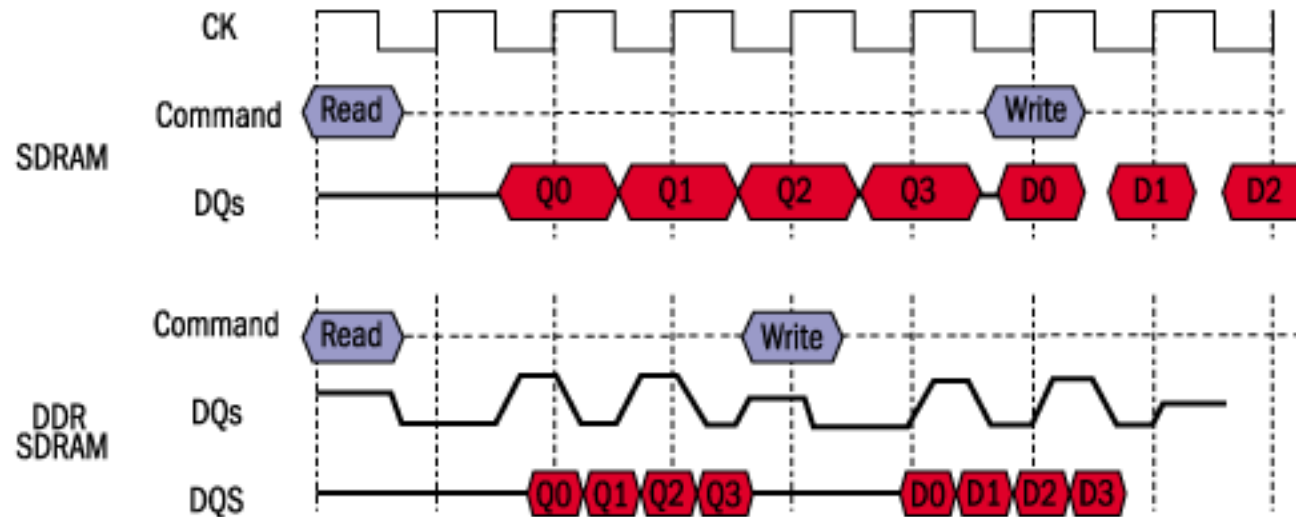 CK
Command Read Write
SDRAM
DQs Q0 Q1 Q2 Q3 D0 D1 D2
Command Read Write
DDR
SDRAM
DQs
DQS Q0 Q1 Q2 Q3 D0 D1 D2 D3